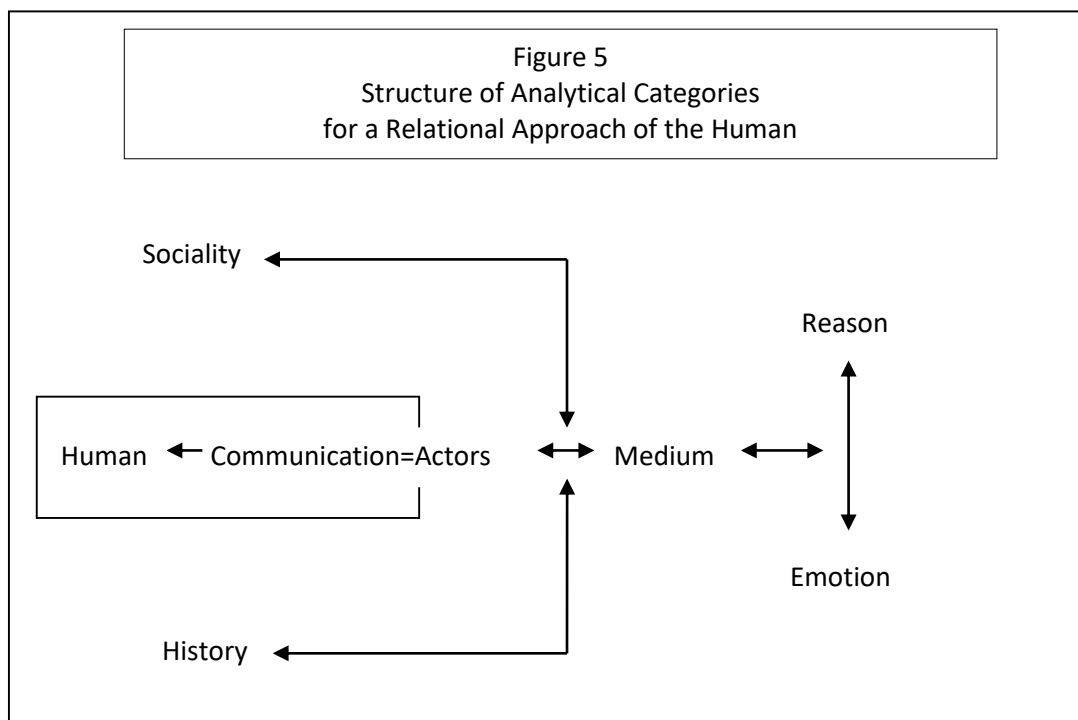 Figure 5
Structure of Analytical Categories
for a Relational Approach of the Human
Sociality
Reason
Human Communication=Actors Medium
Emotion
History